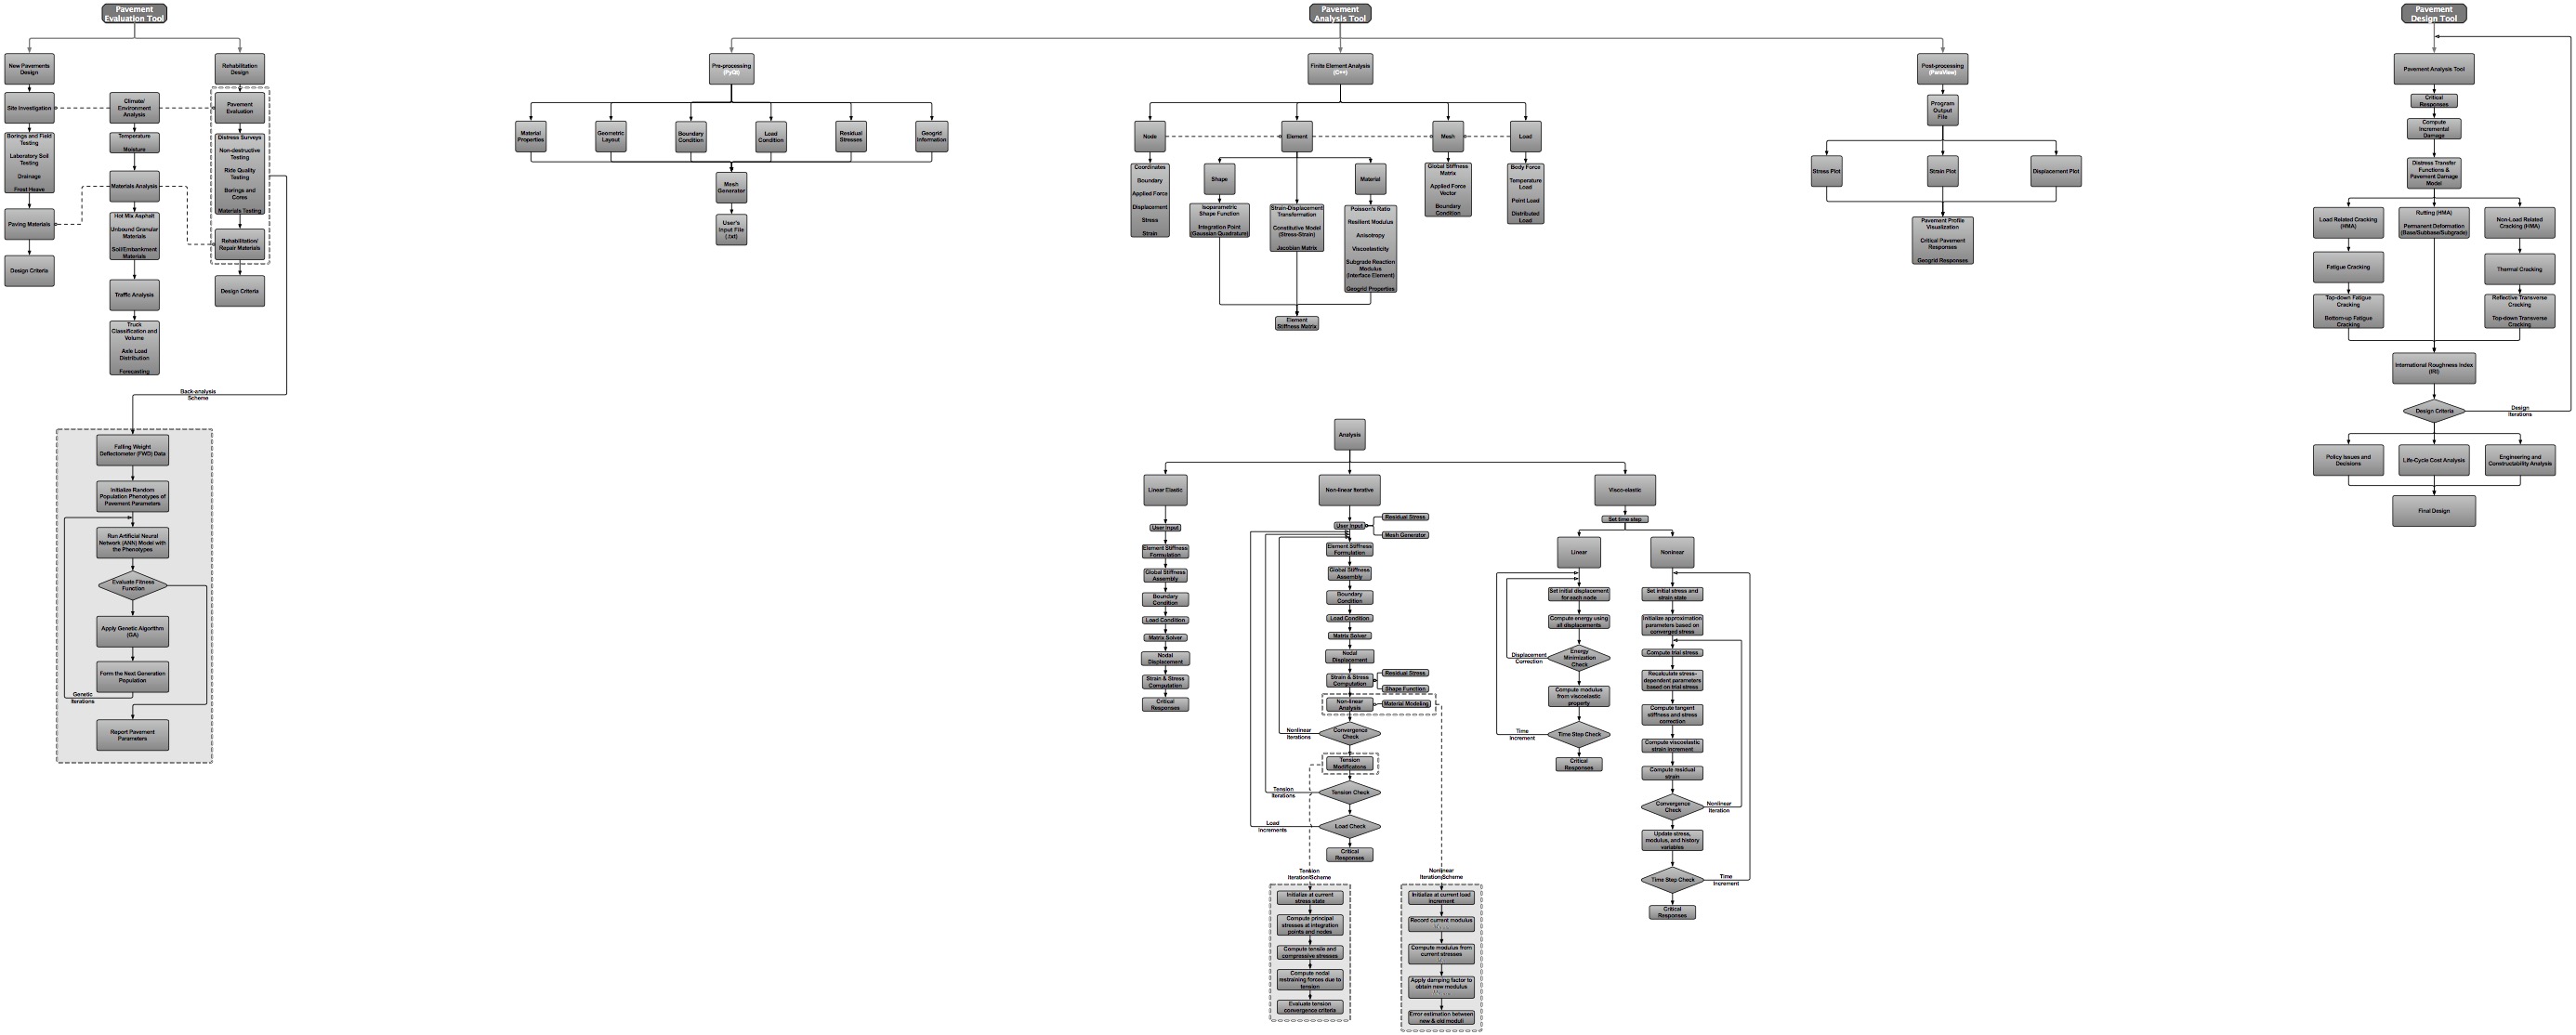 Pavement
Evaluation Tool
New Pavements
Design
Rehabilitation
Design
Site Investigation
Climate/
Environment
Analysis
Pavement
Evaluation
Borings and Field
Testing
Laboratory Soil
Testing
Drainage
Frost Heave
Temperature
Moisture
Distress Surveys
Non-destructive
Testing
Ride Quality
Testing
Borings and
Cores
Materials Testing
Materials Analysis
Paving Materials
Hot Mix Asphalt
Unbound Granular
Materials
Soil/Embankment
Materials
Rehabilitation/
Repair Materials
Design Criteria
Traffic Analysis
Design Criteria
Truck
Classification and
Volume
Axle Load
Distribution
Forecasting
Back-analysis
Scheme
Falling Weight
Deflectometer (FWD) Data
Initialize Random
Population Phenotypes of
Pavement Parameters
Run Artificial Neural
Network (ANN) Model with
the Phenotypes
Evaluate Fitness
Function
Apply Genetic Algorithm
(GA)
Form the Next Generation
Population
Genetic
Iterations
Report Pavement
Parameters
Pavement
Analysis Tool
Pre-processing
(PyQt)
Finite Element Analysis
(C++)
Post-processing
(ParaView)
Material
Properties
Geometric
Layout
Boundary
Condition
Load
Condition
Residual
Stresses
Geogrid
Information
Mesh
Generator
User's
Input File
(.txt)
Node
Element
Mesh
Load
Coordinates
Boundary
Applied Force
Displacement
Stress
Strain
Shape
Material
Global Stiffness
Matrix
Applied Force
Vector
Boundary
Condition
Body Force
Temperature
Load
Point Load
Distributed
Load
Isoparametric
Shape Function
Integration Point
(Gaussian Quadrature)
Strain-Displacement
Transformation
Constitutive Model
(Stress-Strain)
Jacobian Matrix
Poisson's Ratio
Resilient Modulus
Anisotropy
Viscoelasticity
Subgrade Reaction
Modulus
(Interface Element)
Geogrid Properties
Element
Stiffness Matrix
Program
Output
File
Stress Plot
Strain Plot
Displacement Plot
Pavement Profile
Visualization
Critical Pavement
Responses
Geogrid Responses
Analysis
Linear Elastic
Non-linear Iterative
Visco-elastic
User Input
Element Stiffness
Formulation
Global Stiffness
Assembly
Boundary
Condition
Load Condition
Matrix Solver
Nodal
Displacement
Strain & Stress
Computation
Critical
Responses
User Input
Residual Stress
Mesh Generator
Element Stiffness
Formulation
Global Stiffness
Assembly
Boundary
Condition
Load Condition
Matrix Solver
Nodal
Displacement
Strain & Stress
Computation
Residual Stress
Shape Function
Non-linear
Analysis
Material Modeling
Nonlinear
Iterations
Convergence
Check
Tension
Modificatons
Tension
Iterations
Tension Check
Load
Increments
Load Check
Critical
Responses
Tension
Iteration Scheme
Initialize at current
stress state
Compute principal
stresses at integration
points and nodes
Compute tensile and
compressive stresses
Compute nodal
restraining forces due to
tension
Evaluate tension
convergence criteria
Nonlinear
Iteration Scheme
Initialize at current load
increment
Record current modulus
Compute modulus from
current stresses
Apply damping factor to
obtain new modulus
Error estimation between
new & old moduli
Set time step
Linear
Nonlinear
Set initial displacement
for each node
Compute energy using
all displacements
Displacement
Correction
Energy
Minimization
Check
Compute modulus
from viscoelastic
property
Time
Increment
Time Step Check
Critical
Responses
Set initial stress and
strain state
Initialize approximation
parameters based on
converged stress
Compute trial stress
Recalculate stress-
dependent parameters
based on trial stress
Compute tangent
stiffness and stress
correction
Compute viscoelastic
strain increment
Compute residual
strain
Convergence
Check
Nonlinear
Iteration
Update stress,
modulus, and history
variables
Time Step Check
Time
Increment
Critical
Responses
Pavement
Design Tool
Pavement Analysis Tool
Critical
Responses
Compute
Incremental
Damage
Distress Transfer
Functions &
Pavement Damage
Model
Load Related Cracking
(HMA)
Rutting (HMA)
Permanent Deformation
(Base/Subbase/Subgrade)
Non-Load Related
Cracking (HMA)
Fatigue Cracking
Thermal Cracking
Top-down Fatigue
Cracking
Bottom-up Fatigue
Cracking
Reflective Transverse
Cracking
Top-down Transverse
Cracking
International Roughness Index
(IRI)
Design Criteria
Design
Iterations
Policy Issues and
Decisions
Life-Cycle Cost Analysis
Engineering and
Constructability Analysis
Final Design